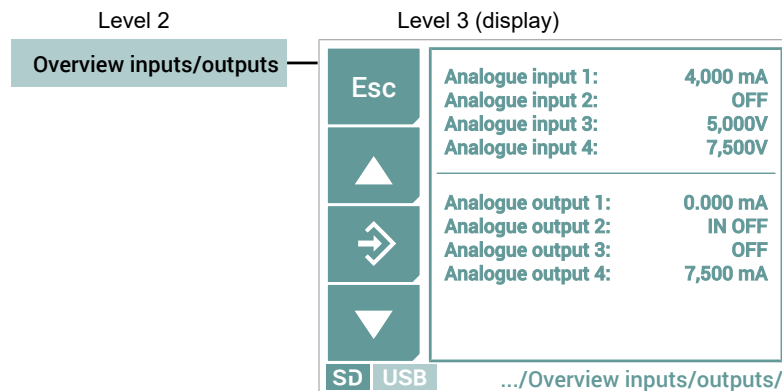 Level 2
Level 3 (display)
Overview inputs/outputs
Esc
Analogue input 1: 4,000 mA
Analogue input 2: OFF
Analogue input 3: 5,000V
Analogue input 4: 7,500V
Analogue output 1: 0.000 mA
Analogue output 2: IN OFF
Analogue output 3: OFF
Analogue output 4: 7,500 mA
SD USB
.../Overview inputs/outputs/